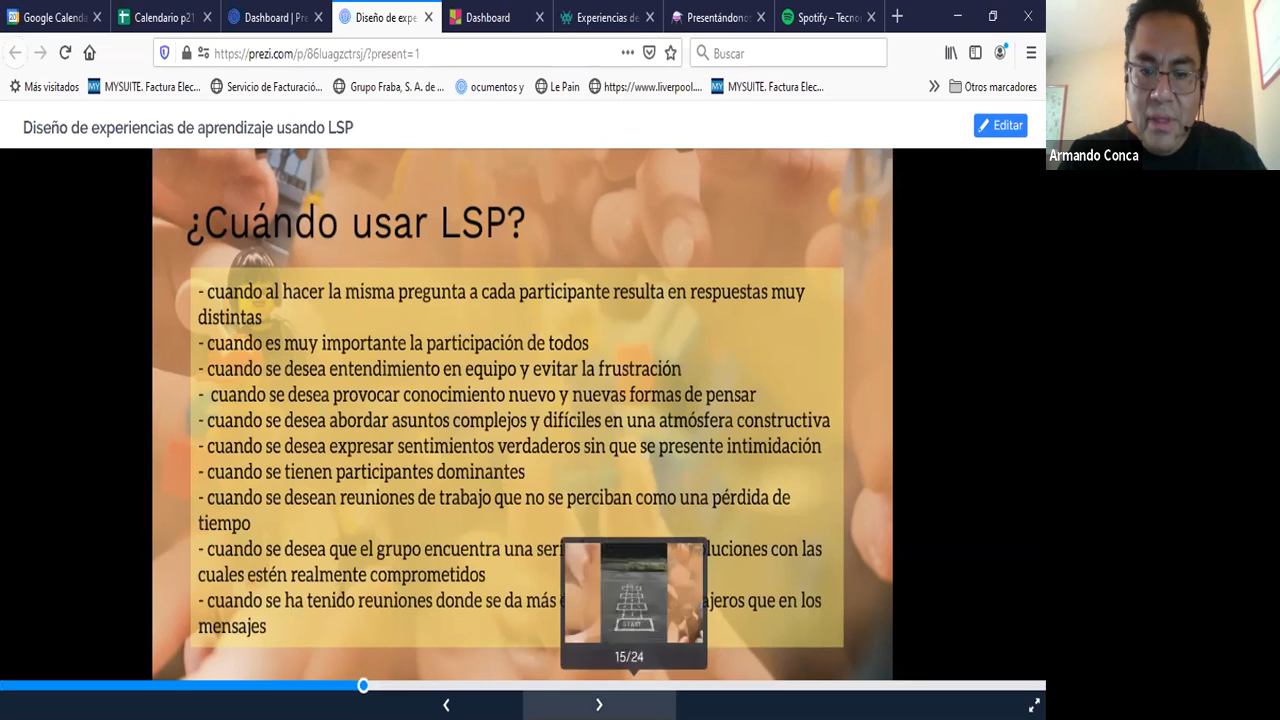 Google Calenda
Calendario p21
Dashboard | Pre
Diseño de expe
Dashboard
Experiencias de
Presentándono
Spotify – Tecno
https://prezi.com/p/86luagzctrsj/?present=1
Buscar
Más visitados
MYSUITE. Factura Elec...
Servicio de Facturació...
Grupo Fraba, S. A. de ...
ocumentos y
Le Pain
https://www.liverpool....
MYSUITE. Factura Elec...
Otros marcadores
Diseño de experiencias de aprendizaje usando LSP
Editar
Armando Conca
¿Cuándo usar LSP?
- cuando al hacer la misma pregunta a cada participante resulta en respuestas muy
distintas
- cuando es muy importante la participación de todos
- cuando se desea entendimiento en equipo y evitar la frustración
- cuando se desea provocar conocimiento nuevo y nuevas formas de pensar
- cuando se desea abordar asuntos complejos y difíciles en una atmósfera constructiva
- cuando se desea expresar sentimientos verdaderos sin que se presente intimidación
- cuando se tienen participantes dominantes
- cuando se desean reuniones de trabajo que no se perciban como una pérdida de
tiempo
- cuando se desea que el grupo encuentra una seri luciones con las
cuales estén realmente comprometidos
- cuando se ha tenido reuniones donde se da más ajeros que en los
mensajes
START
15/24